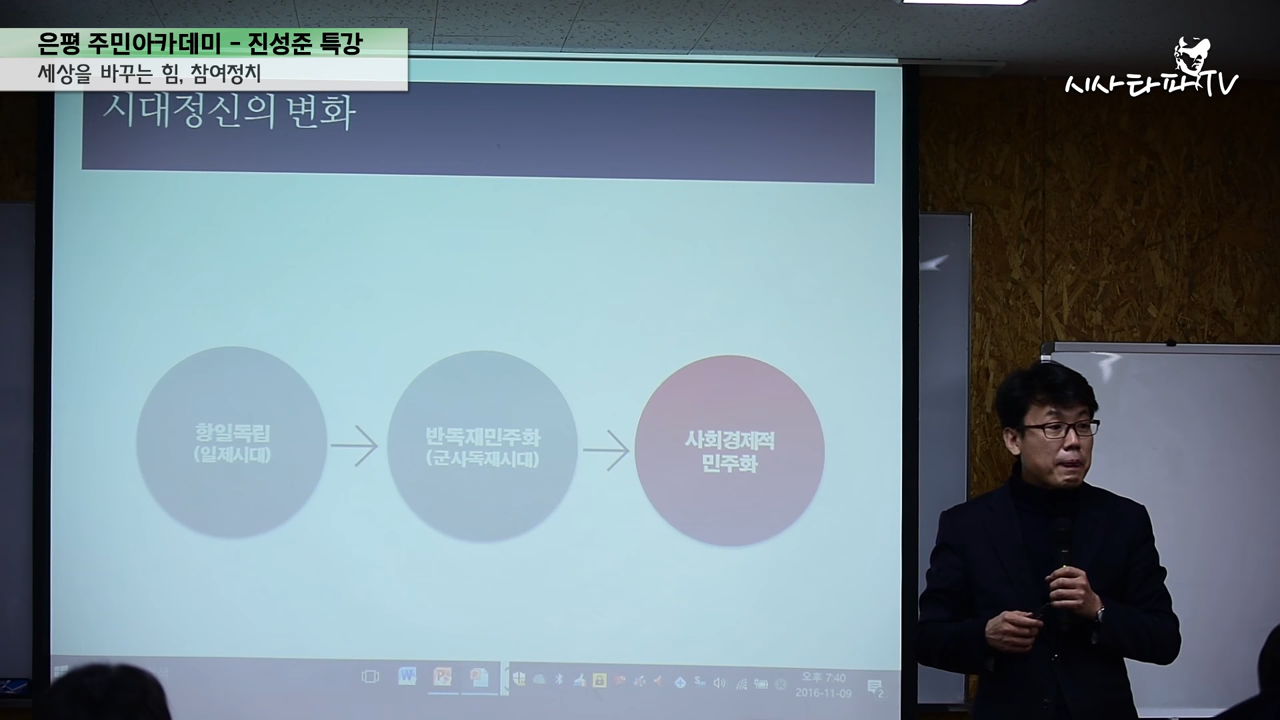 은평 주민아카데미 - 진성준 특강
세상을 바꾸는 힘, 참여정치
시사타파TV
시대정신의 변화
항일독립
(일제시대)
반독재민주화
(군사독재시대)
사회경제적
민주화
오후 7:40
2016-11-09